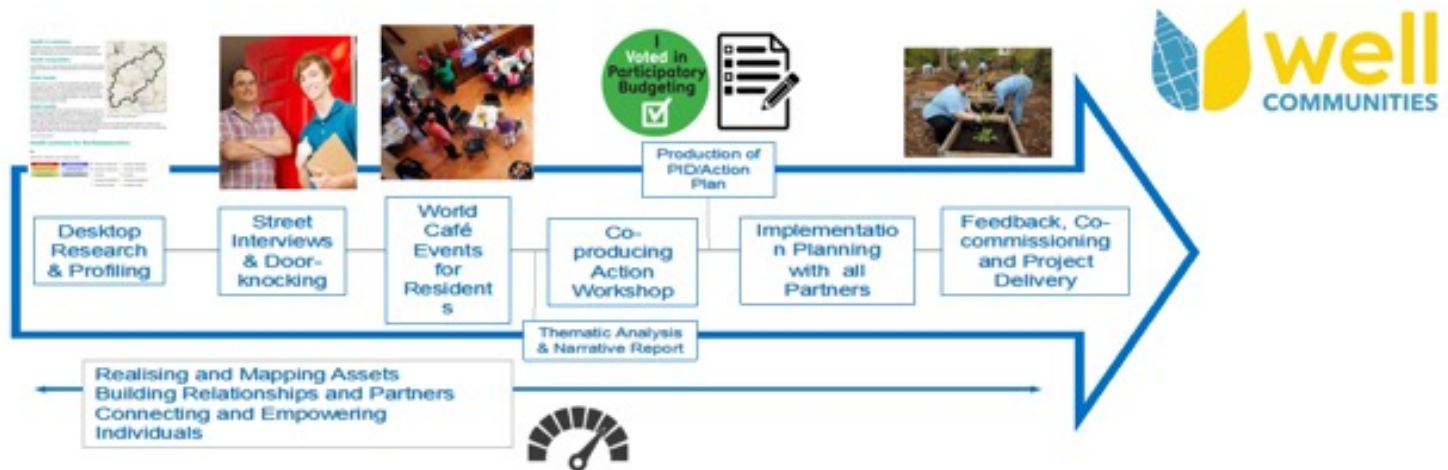 I
Voted in
Participatory
Budgeting
well
COMMUNITIES
Production of
PID/Action
Plan
Desktop
Research
& Profiling
Street
Interviews
& Door-
knocking
World
Café
Events
for
Resident
s
Co-
producing
Action
Workshop
Implementatio
n Planning
with all
Partners
Feedback, Co-
commissioning
and Project
Delivery
Thematic Analysis
& Narrative Report
Realising and Mapping Assets
Building Relationships and Partners
Connecting and Empowering
Individuals